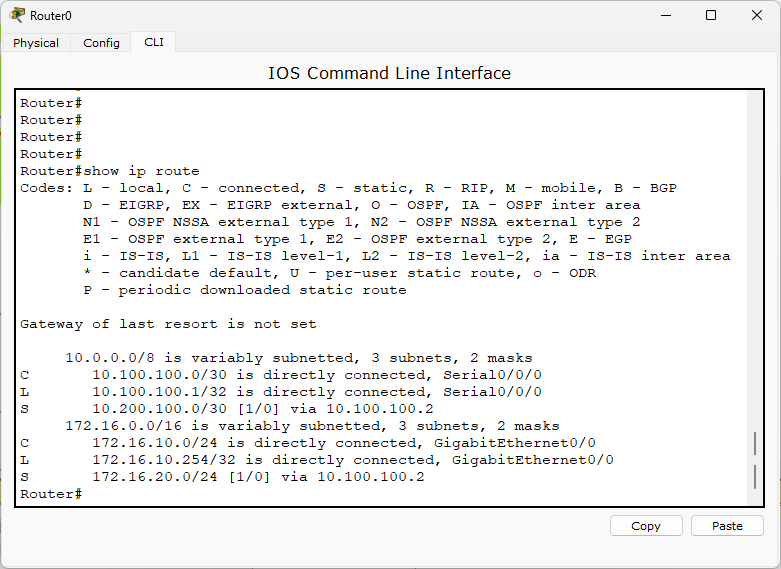 Router0
Physical Config CLI
IOS Command Line Interface
Router#
Router#
Router#
Router#
Router#show ip route
Codes: L - local, C - connected, S - static, R - RIP, M - mobile, B - BGP
D - EIGRP, EX - EIGRP external, O - OSPF, IA - OSPF inter area
N1 - OSPF NSSA external type 1, N2 - OSPF NSSA external type 2
E1 - OSPF external type 1, E2 - OSPF external type 2, E - EGP
i - IS-IS, L1 - IS-IS level-1, L2 - IS-IS level-2, ia - IS-IS inter area
* - candidate default, U - per-user static route, o - ODR
P - periodic downloaded static route
Gateway of last resort is not set
10.0.0.0/8 is variably subnetted, 3 subnets, 2 masks
C 10.100.100.0/30 is directly connected, Serial0/0/0
L 10.100.100.1/32 is directly connected, Serial0/0/0
S 10.200.100.0/30 [1/0] via 10.100.100.2
172.16.0.0/16 is variably subnetted, 3 subnets, 2 masks
C 172.16.10.0/24 is directly connected, GigabitEthernet0/0
L 172.16.10.254/32 is directly connected, GigabitEthernet0/0
S 172.16.20.0/24 [1/0] via 10.100.100.2
Router#
Copy Paste